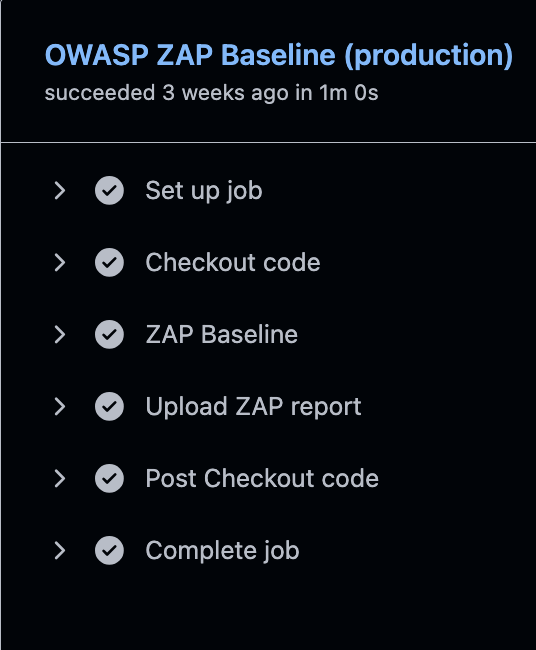 OWASP ZAP Baseline (production)
succeeded 3 weeks ago in 1m 0s
Set up job
Checkout code
ZAP Baseline
Upload ZAP report
Post Checkout code
Complete job